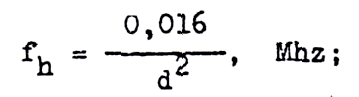 f_h = 0,016 / d^2, Mhz;